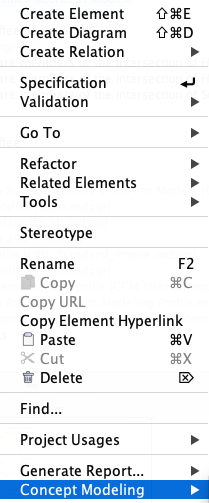 Create Element ⇧⌘E
Create Diagram ⇧⌘D
Create Relation
Specification
Validation
Go To
Refactor
Related Elements
Tools
Stereotype
Rename F2
Copy ⌘C
Copy URL
Copy Element Hyperlink
Paste ⌘V
Cut ⌘X
Delete ⌦
Find...
Project Usages
Generate Report...
Concept Modeling